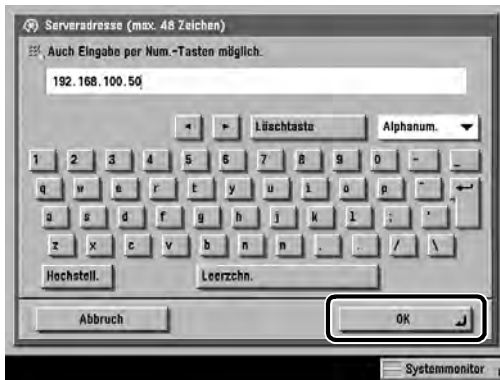 Serveradresse (max. 48 Zeichen)
Auch Eingabe per Num.-Tasten möglich.
192.168.100.50
Löschtaste Alphanum.
1 2 3 4 5 6 7 8 9 0 - _
q w e r t y u i o p
a s d f g h j k l ; '
z x c v b n m , . / \
Hochstell. Leerzchn.
Abbruch OK
Systemmonitor